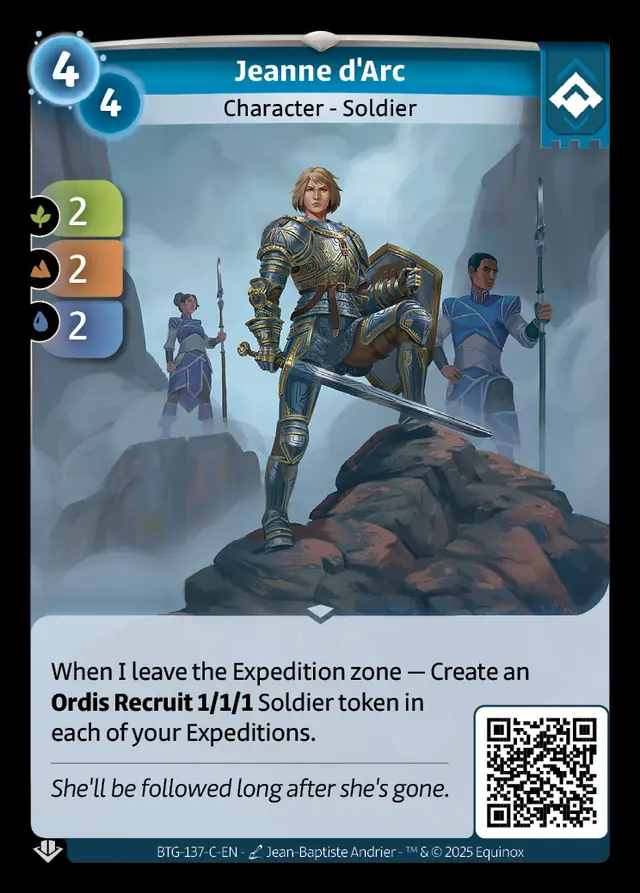 4
4
Jeanne d'Arc
Character - Soldier
2
2
2
When I leave the Expedition zone — Create an
Ordis Recruit 1/1/1 Soldier token in
each of your Expeditions.
She'll be followed long after she's gone.
BTG-137-C-EN - Jean-Baptiste Andrier - ™ & © 2025 Equinox